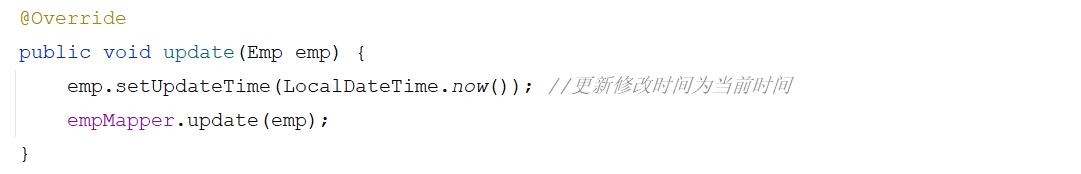 @Override
public void update(Emp emp) {
    emp.setUpdateTime(LocalDateTime.now()); //更新修改时间为当前时间
    empMapper.update(emp);
}